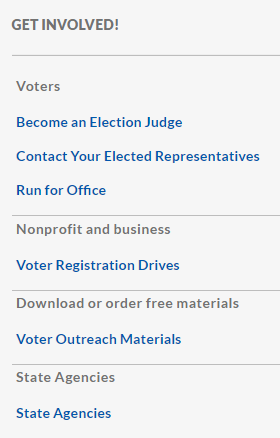 GET INVOLVED!
Voters
Become an Election Judge
Contact Your Elected Representatives
Run for Office
Nonprofit and business
Voter Registration Drives
Download or order free materials
Voter Outreach Materials
State Agencies
State Agencies